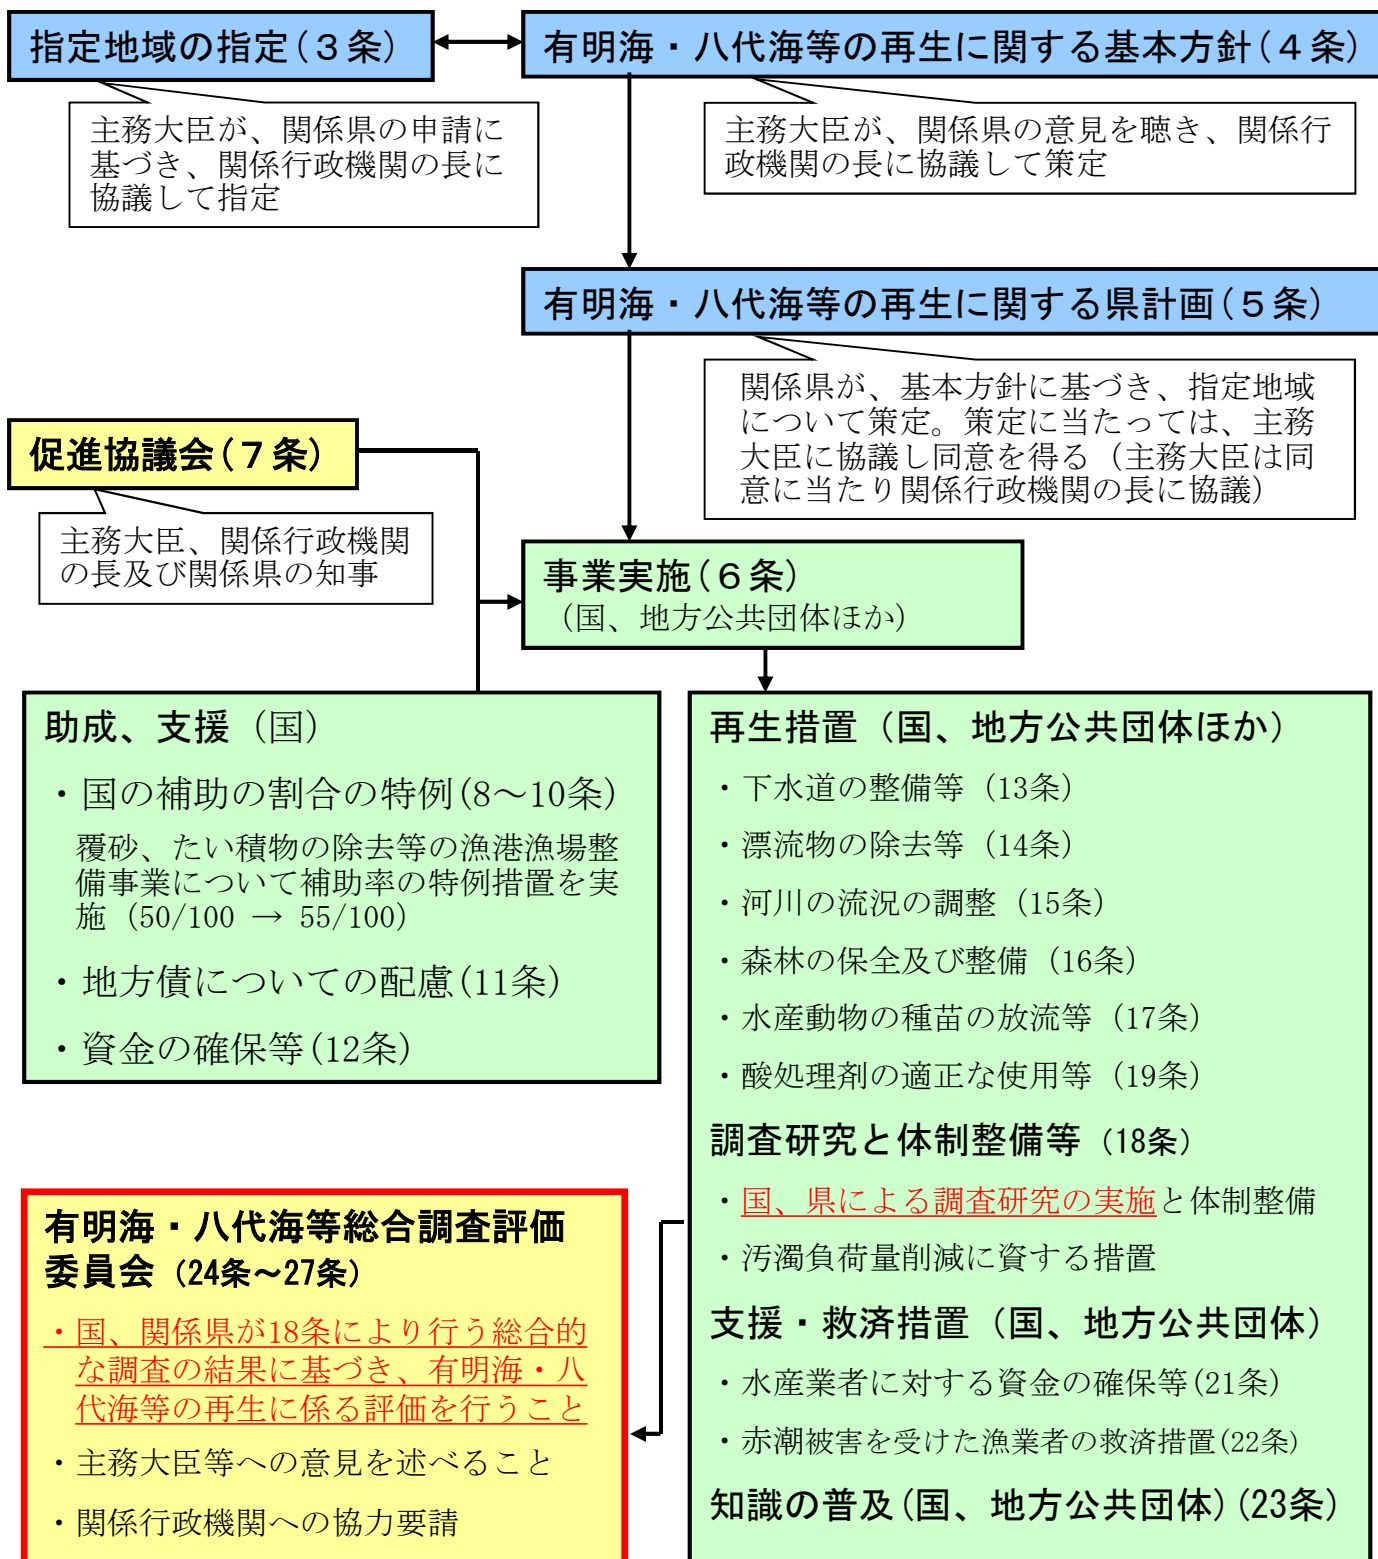 指定地域の指定(３条)
有明海・八代海等の再生に関する基本方針(４条)
主務大臣が、関係県の申請に
基づき、関係行政機関の長に
協議して指定
主務大臣が、関係県の意見を聴き、関係行
政機関の長に協議して策定
有明海・八代海等の再生に関する県計画(５条)
関係県が、基本方針に基づき、指定地域
について策定。策定に当たっては、主務
大臣に協議し同意を得る（主務大臣は同
意に当たり関係行政機関の長に協議）
促進協議会(７条)
主務大臣、関係行政機関
の長及び関係県の知事
事業実施(６条)
（国、地方公共団体ほか）
助成、支援（国）
・国の補助の割合の特例(8～10条)
覆砂、たい積物の除去等の漁港漁場整
備事業について補助率の特例措置を実
施（50/100 → 55/100）
・地方債についての配慮(11条)
・資金の確保等(12条)
再生措置（国、地方公共団体ほか）
・下水道の整備等（13条）
・漂流物の除去等（14条）
・河川の流況の調整（15条）
・森林の保全及び整備（16条）
・水産動物の種苗の放流等（17条）
・酸処理剤の適正な使用等（19条）
調査研究と体制整備等（18条）
・国、県による調査研究の実施と体制整備
・汚濁負荷量削減に資する措置
支援・救済措置（国、地方公共団体）
・水産業者に対する資金の確保等(21条)
・赤潮被害を受けた漁業者の救済措置(22条)
知識の普及(国、地方公共団体)(23条)
有明海・八代海等総合調査評価
委員会（24条～27条）
・国、関係県が18条により行う総合的
な調査の結果に基づき、有明海・八
代海等の再生に係る評価を行うこと
・主務大臣等への意見を述べること
・関係行政機関への協力要請